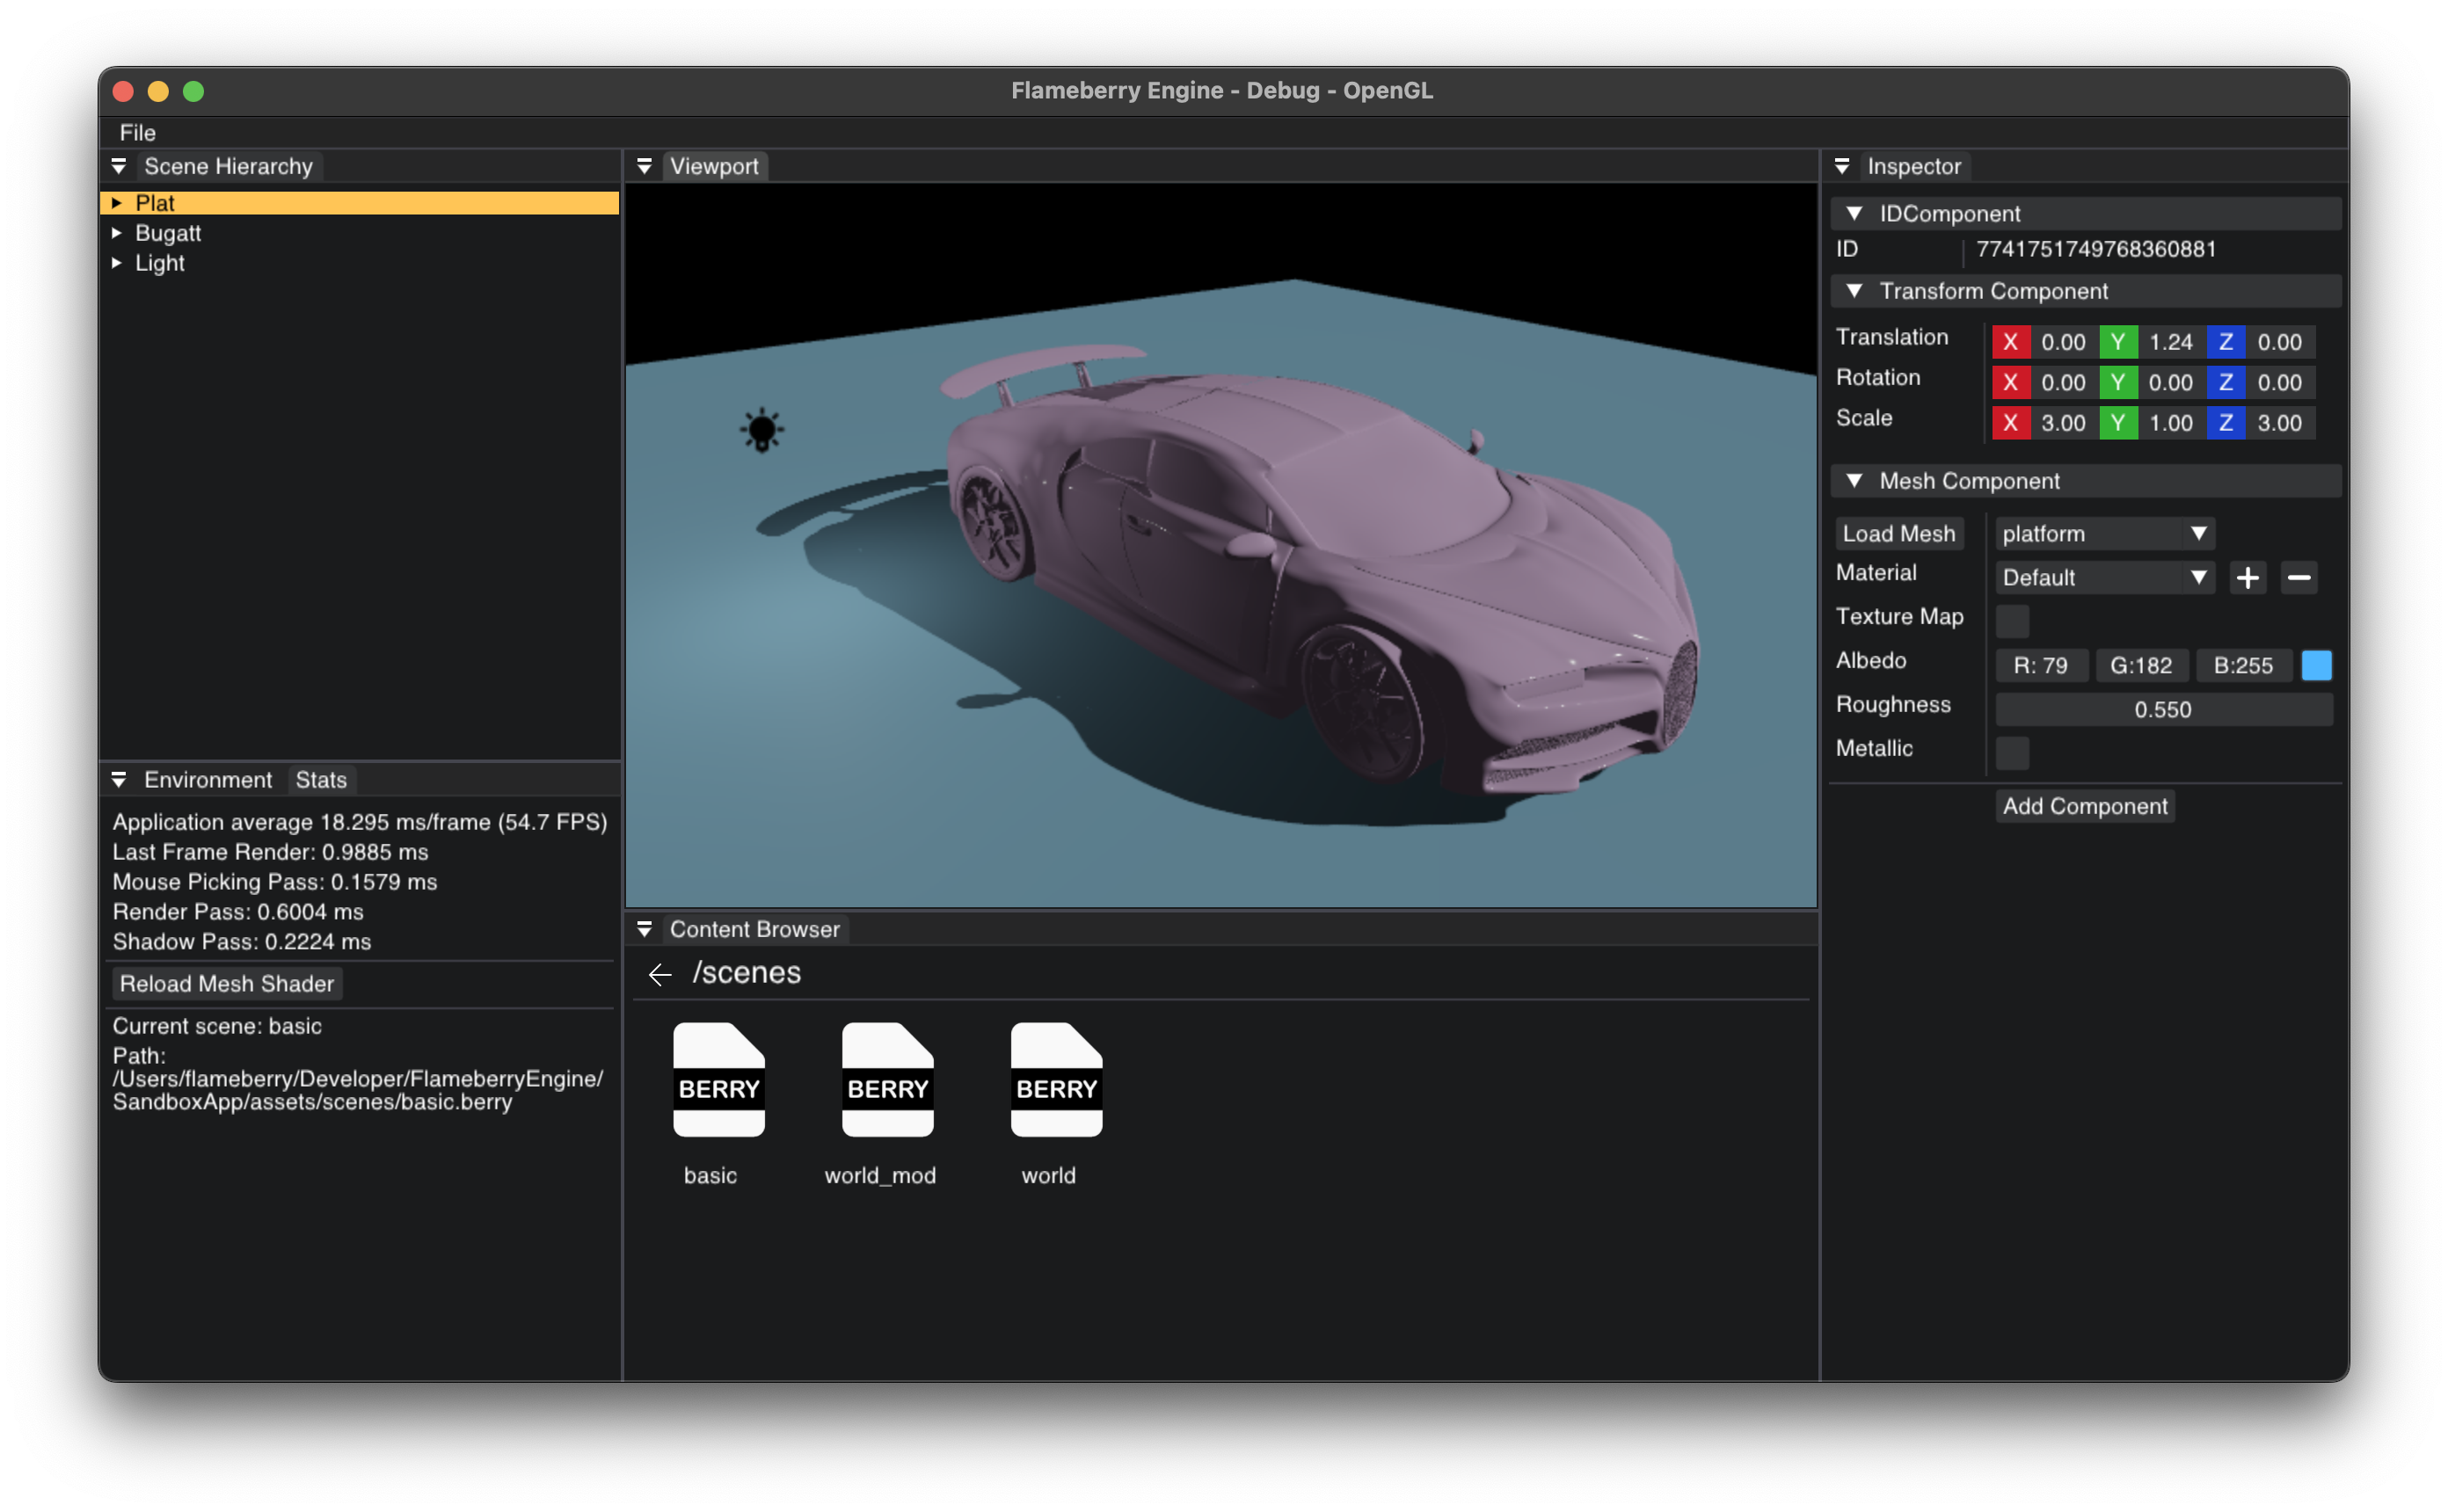 Flameberry Engine - Debug - OpenGL
File
Scene Hierarchy
Plat
Bugatt
Light
Environment Stats
Application average 18.295 ms/frame (54.7 FPS)
Last Frame Render: 0.9885 ms
Mouse Picking Pass: 0.1579 ms
Render Pass: 0.6004 ms
Shadow Pass: 0.2224 ms
Reload Mesh Shader
Current scene: basic
Path:
/Users/flameberry/Developer/FlameberryEngine/
SandboxApp/assets/scenes/basic.berry
Viewport
Content Browser
/scenes
BERRY BERRY BERRY
basic world_mod world
Inspector
IDComponent
ID 7741751749768360881
Transform Component
Translation X 0.00 Y 1.24 Z 0.00
Rotation X 0.00 Y 0.00 Z 0.00
Scale X 3.00 Y 1.00 Z 3.00
Mesh Component
Load Mesh platform
Material Default + -
Texture Map
Albedo R: 79 G:182 B:255
Roughness 0.550
Metallic
Add Component